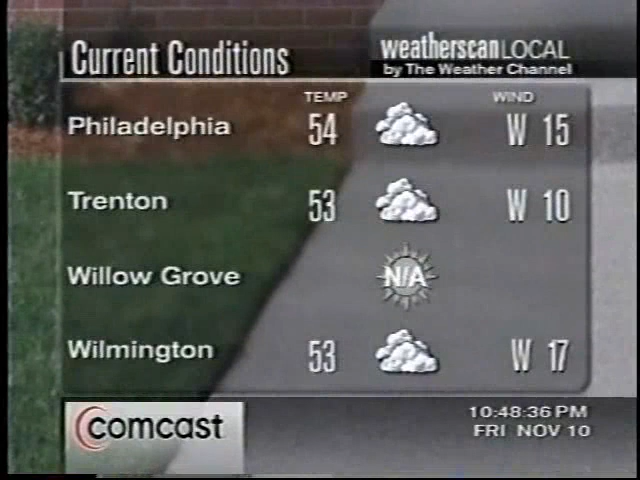 Current Conditions
weatherscanLOCAL
by The Weather Channel
TEMP WIND
Philadelphia 54 W 15
Trenton 53 W 10
Willow Grove N/A
Wilmington 53 W 17
comcast
10:48:36 PM
FRI NOV 10